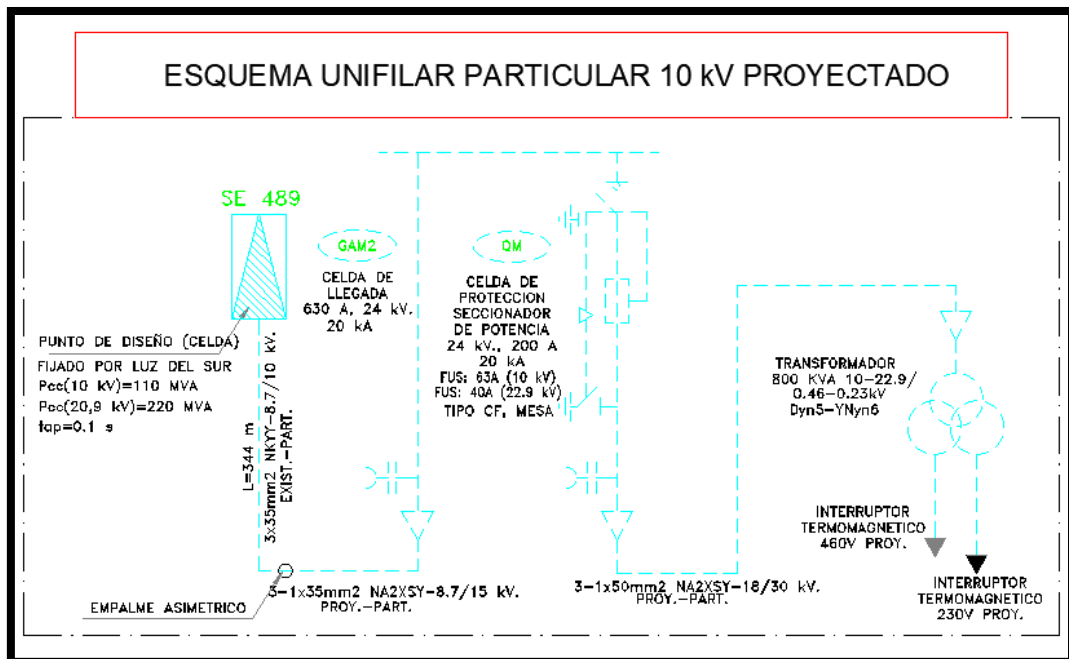 ESQUEMA UNIFILAR PARTICULAR 10 kV PROYECTADO
SE 489
GAM2
CELDA DE
LLEGADA
630 A, 24 kV.
20 kA
QM
CELDA DE
PROTECCION
SECCIONADOR
DE POTENCIA
24 kV., 200 A
20 kA
FUS: 63A (10 kV)
FUS: 40A (22.9 kV)
TIPO CF, MESA
PUNTO DE DISEÑO (CELDA)
FIJADO POR LUZ DEL SUR
Pcc(10 kV)=110 MVA
Pcc(20,9 kV)=220 MVA
tap=0.1 s
L=344 m
3x35mm2 NKYY-8.7/10 kV.
EXIST.-PART.
TRANSFORMADOR
800 KVA 10-22.9/
0.46-0.23kV
Dyn5-YNyn6
INTERRUPTOR
TERMOMAGNETICO
460V PROY.
INTERRUPTOR
TERMOMAGNETICO
230V PROY.
EMPALME ASIMETRICO
3-1x35mm2 NA2XSY-8.7/15 kV.
PROY.-PART.
3-1x50mm2 NA2XSY-18/30 kV.
PROY.-PART.